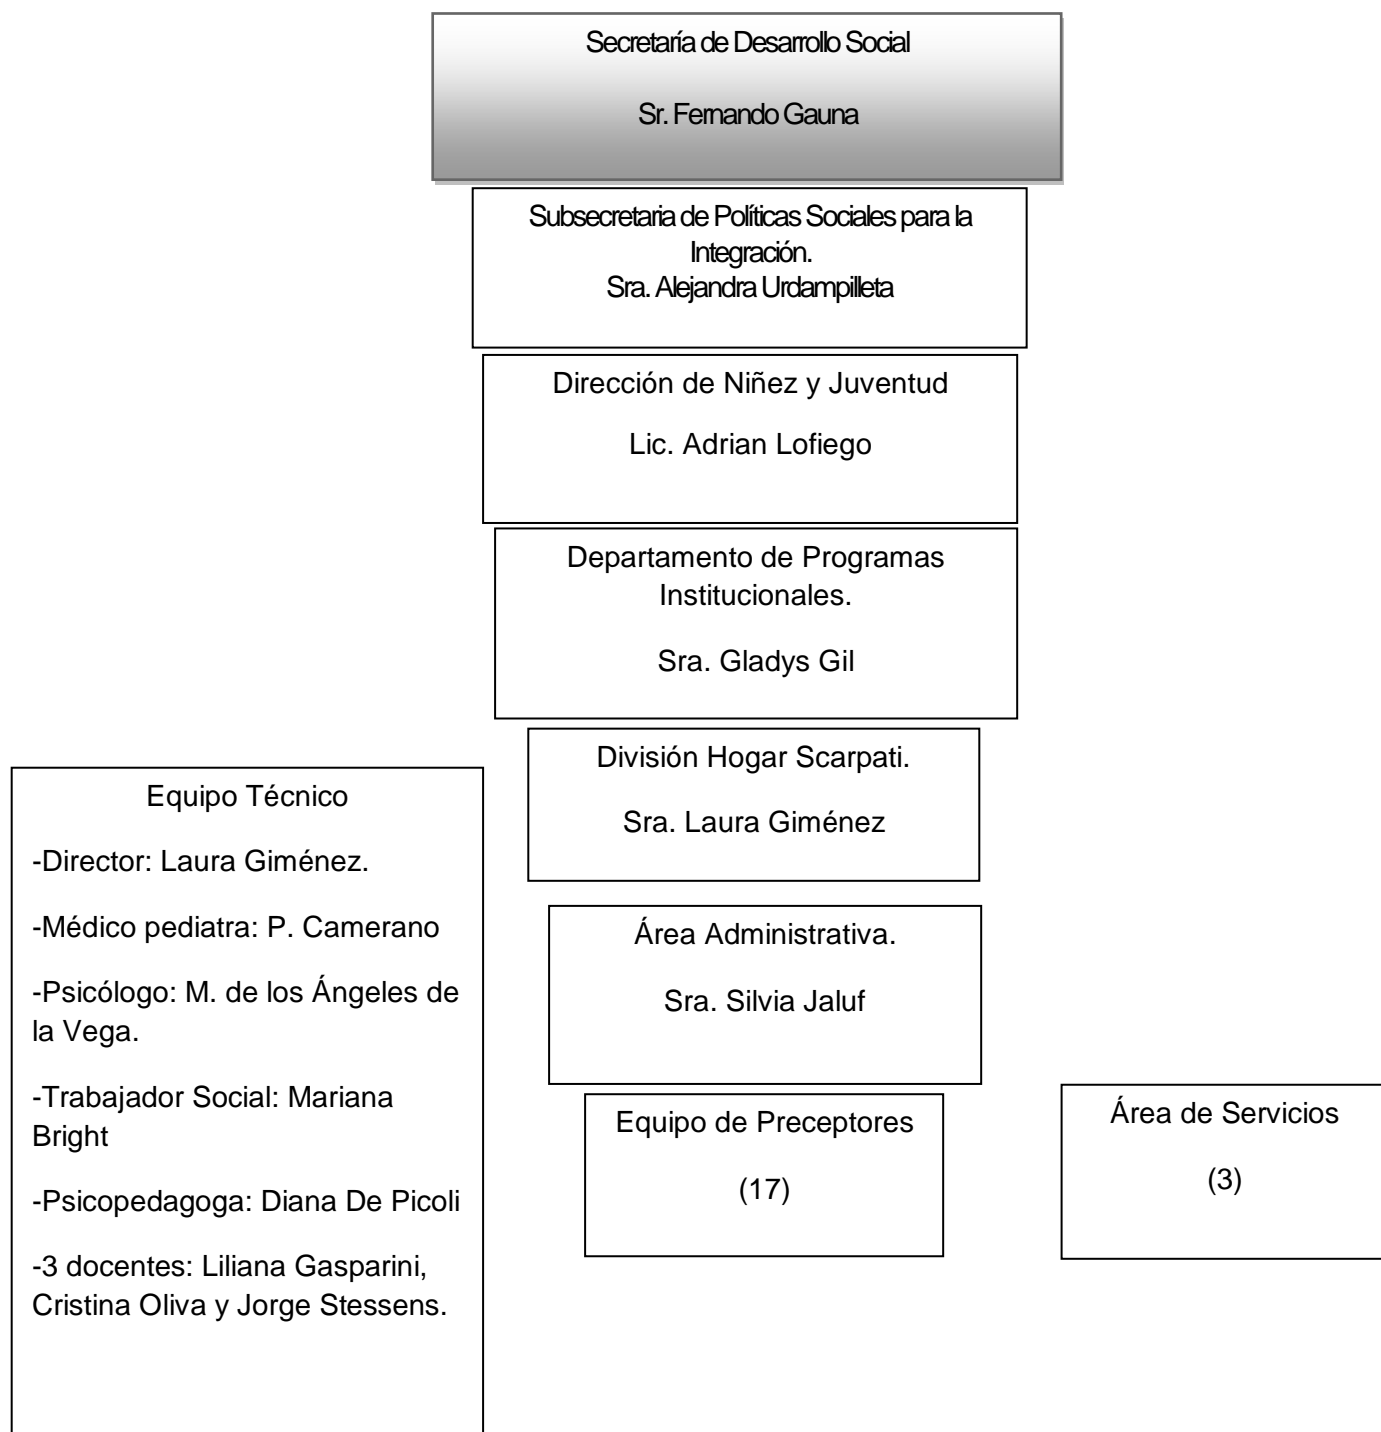 Secretaría de Desarrollo Social
Sr. Fernando Gauna
Subsecretaria de Políticas Sociales para la
Integración.
Sra. Alejandra Urdampilleta
Dirección de Niñez y Juventud
Lic. Adrian Lofiego
Departamento de Programas
Institucionales.
Sra. Gladys Gil
División Hogar Scarpati.
Sra. Laura Giménez
Equipo Técnico
-Director: Laura Giménez.
-Médico pediatra: P. Camerano
-Psicólogo: M. de los Ángeles de
la Vega.
-Trabajador Social: Mariana
Bright
-Psicopedagoga: Diana De Picoli
-3 docentes: Liliana Gasparini,
Cristina Oliva y Jorge Stessens.
Área Administrativa.
Sra. Silvia Jaluf
Equipo de Preceptores
(17)
Área de Servicios
(3)